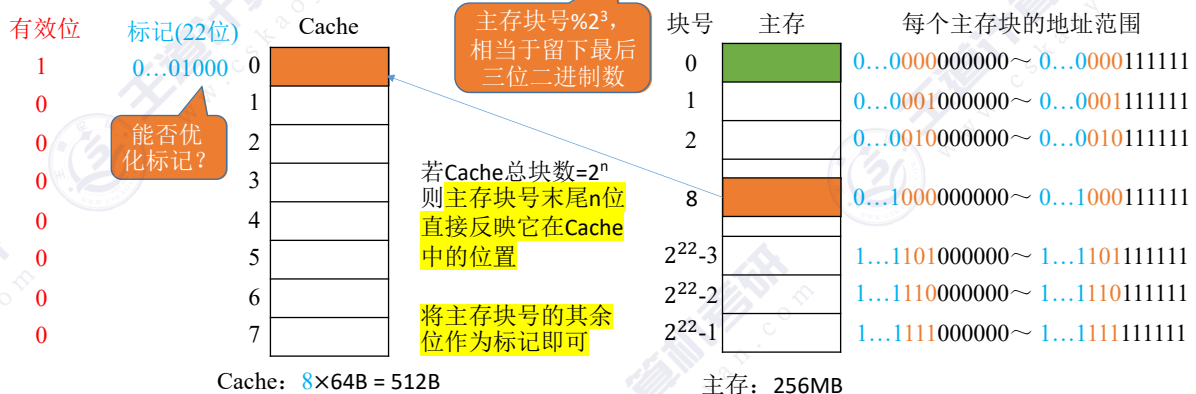 有效位
标记(22位)
Cache
1
0…01000
0
0
1
0
2
0
3
0
4
0
5
0
6
0
7
能否优
化标记？
Cache：8×64B = 512B
主存块号%2³，
相当于留下最后
三位二进制数
若Cache总块数=2ⁿ
则主存块号末尾n位
直接反映它在Cache
中的位置
将主存块号的其余
位作为标记即可
块号
主存
每个主存块的地址范围
0
0…0000000000～ 0…0000111111
1
0…0001000000～ 0…0001111111
2
0…0010000000～ 0…0010111111
8
0…1000000000～ 0…1000111111
2²²-3
1…1101000000～ 1…1101111111
2²²-2
1…1110000000～ 1…1110111111
2²²-1
1…1111000000～ 1…1111111111
主存：256MB